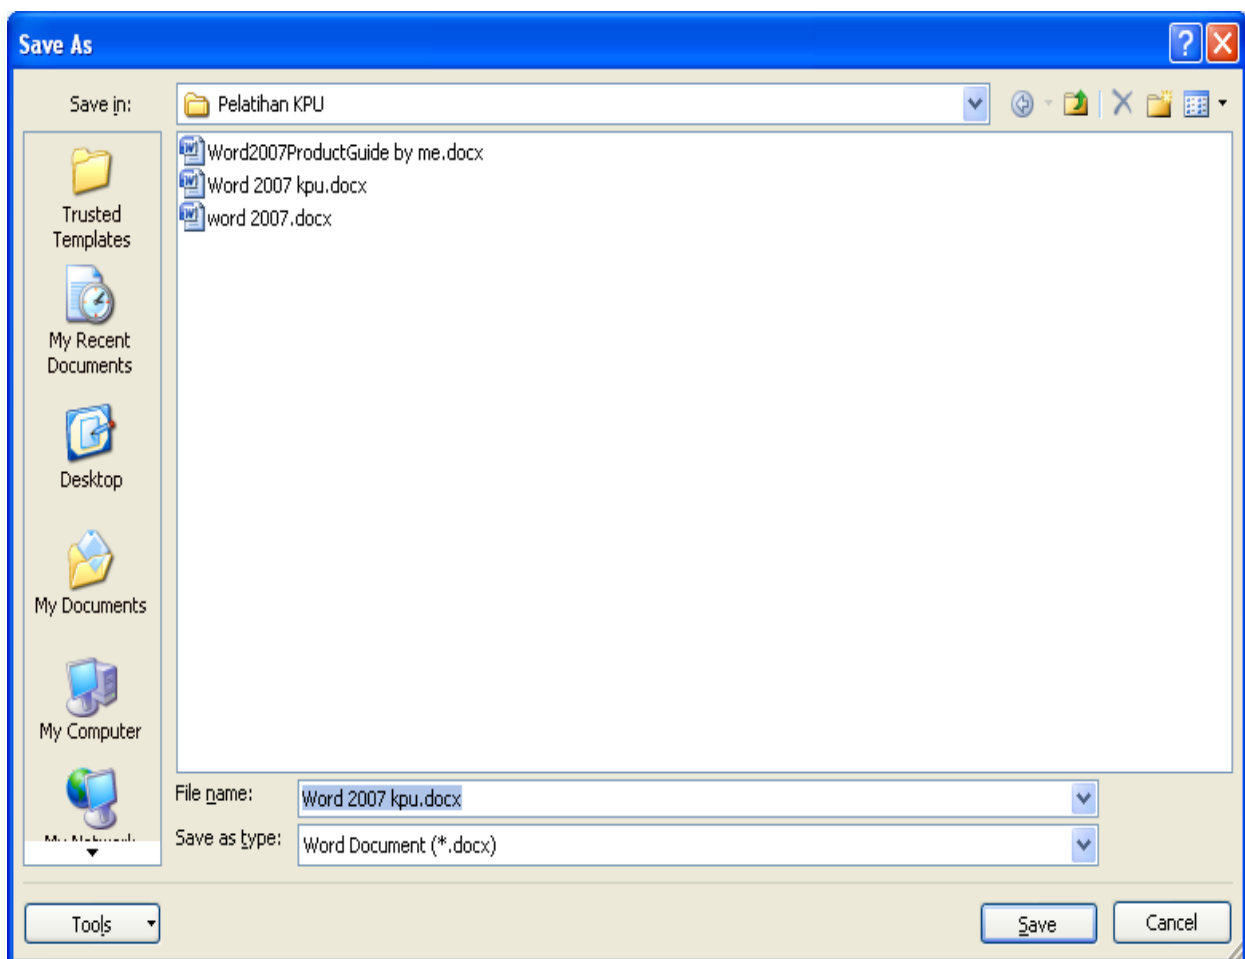 Save As
Save in:
Pelatihan KPU
Word2007ProductGuide by me.docx
Word 2007 kpu.docx
word 2007.docx
Trusted
Templates
My Recent
Documents
Desktop
My Documents
My Computer
File name:
Word 2007 kpu.docx
Save as type:
Word Document (*.docx)
Tools
Save
Cancel